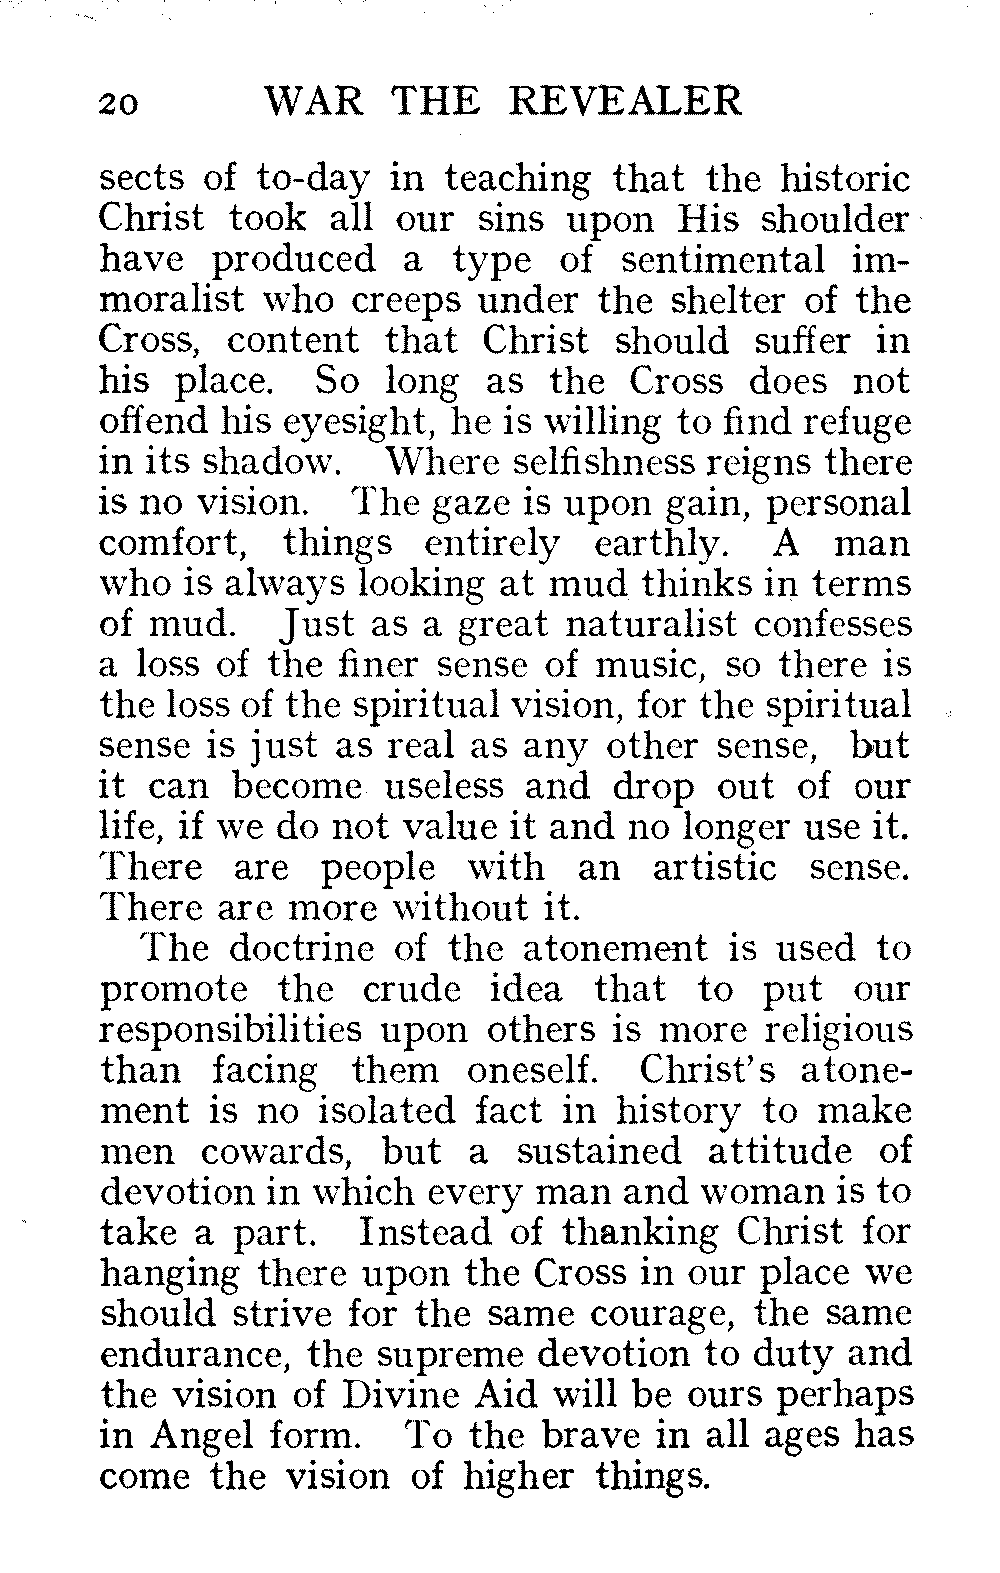 20 WAR THE REVEALER
sects of to-day in teaching that the historic
Christ took all our sins upon His shoulder
have produced a type of sentimental im-
moralist who creeps under the shelter of the
Cross, content that Christ should suffer in
his place. So long as the Cross does not
offend his eyesight, he is willing to find refuge
in its shadow. Where selfishness reigns there
is no vision. The gaze is upon gain, personal
comfort, things entirely earthly. A man
who is always looking at mud thinks in terms
of mud. Just as a great naturalist confesses
a loss of the finer sense of music, so there is
the loss of the spiritual vision, for the spiritual
sense is just as real as any other sense, but
it can become useless and drop out of our
life, if we do not value it and no longer use it.
There are people with an artistic sense.
There are more without it.
The doctrine of the atonement is used to
promote the crude idea that to put our
responsibilities upon others is more religious
than facing them oneself. Christ's atone-
ment is no isolated fact in history to make
men cowards, but a sustained attitude of
devotion in which every man and woman is to
take a part. Instead of thanking Christ for
hanging there upon the Cross in our place we
should strive for the same courage, the same
endurance, the supreme devotion to duty and
the vision of Divine Aid will be ours perhaps
in Angel form. To the brave in all ages has
come the vision of higher things.